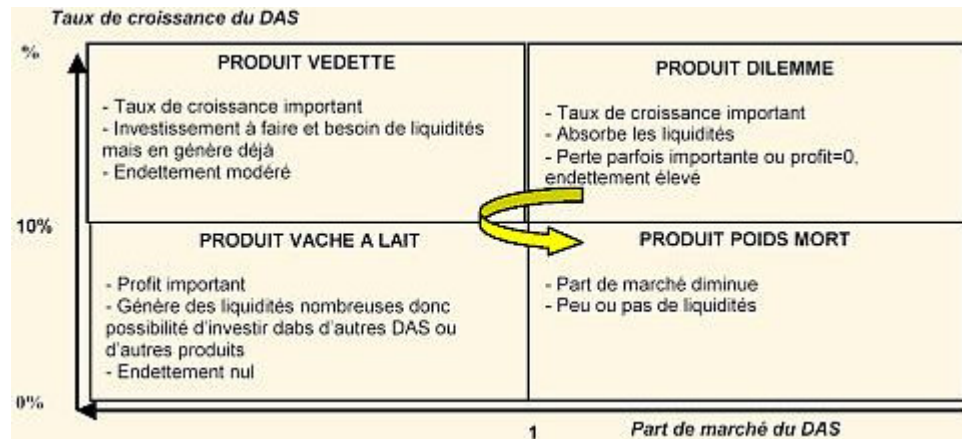 Taux de croissance du DAS
%
PRODUIT VEDETTE
- Taux de croissance important
- Investissement à faire et besoin de liquidités
mais en génère déjà
- Endettement modéré
PRODUIT DILEMME
- Taux de croissance important
- Absorbe les liquidités
- Perte parfois importante ou profit=0,
endettement élevé
10%
PRODUIT VACHE A LAIT
- Profit important
- Génère des liquidités nombreuses donc
possibilité d'investir dabs d'autres DAS ou
d'autres produits
- Endettement nul
PRODUIT POIDS MORT
- Part de marché diminue
- Peu ou pas de liquidités
0%
1
Part de marché du DAS